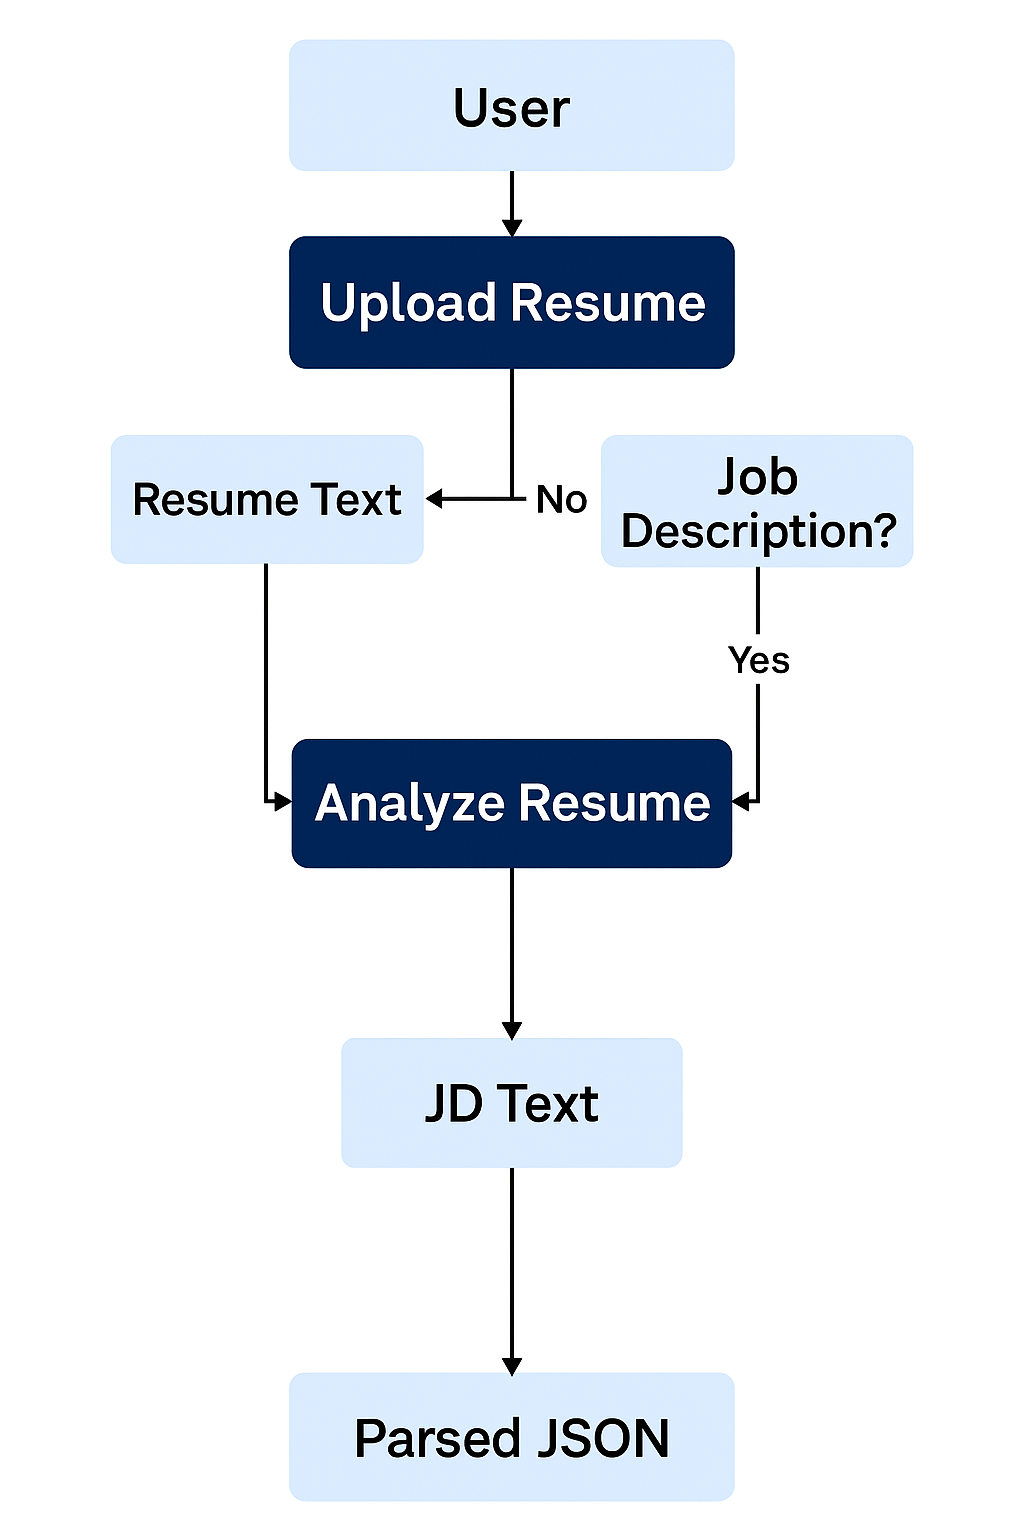 User
Upload Resume
Resume Text
No
Job
Description?
Yes
Analyze Resume
JD Text
Parsed JSON